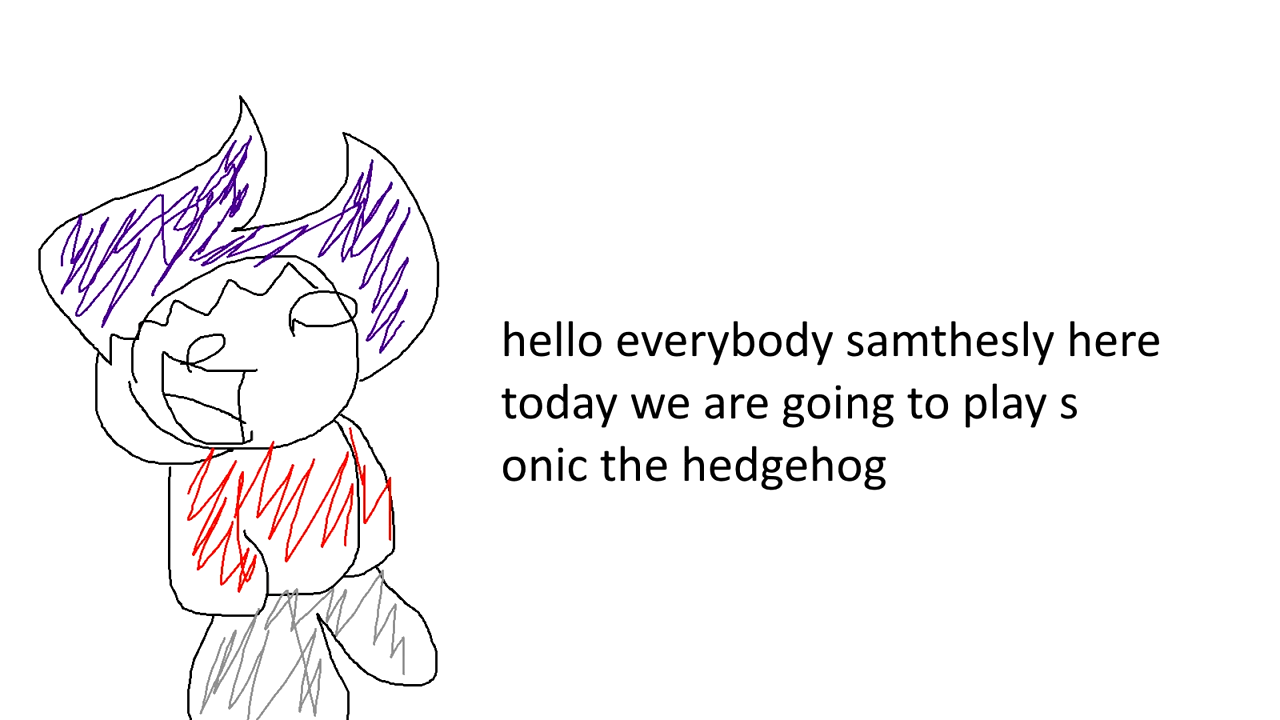 hello everybody samthesly here
today we are going to play s
onic the hedgehog